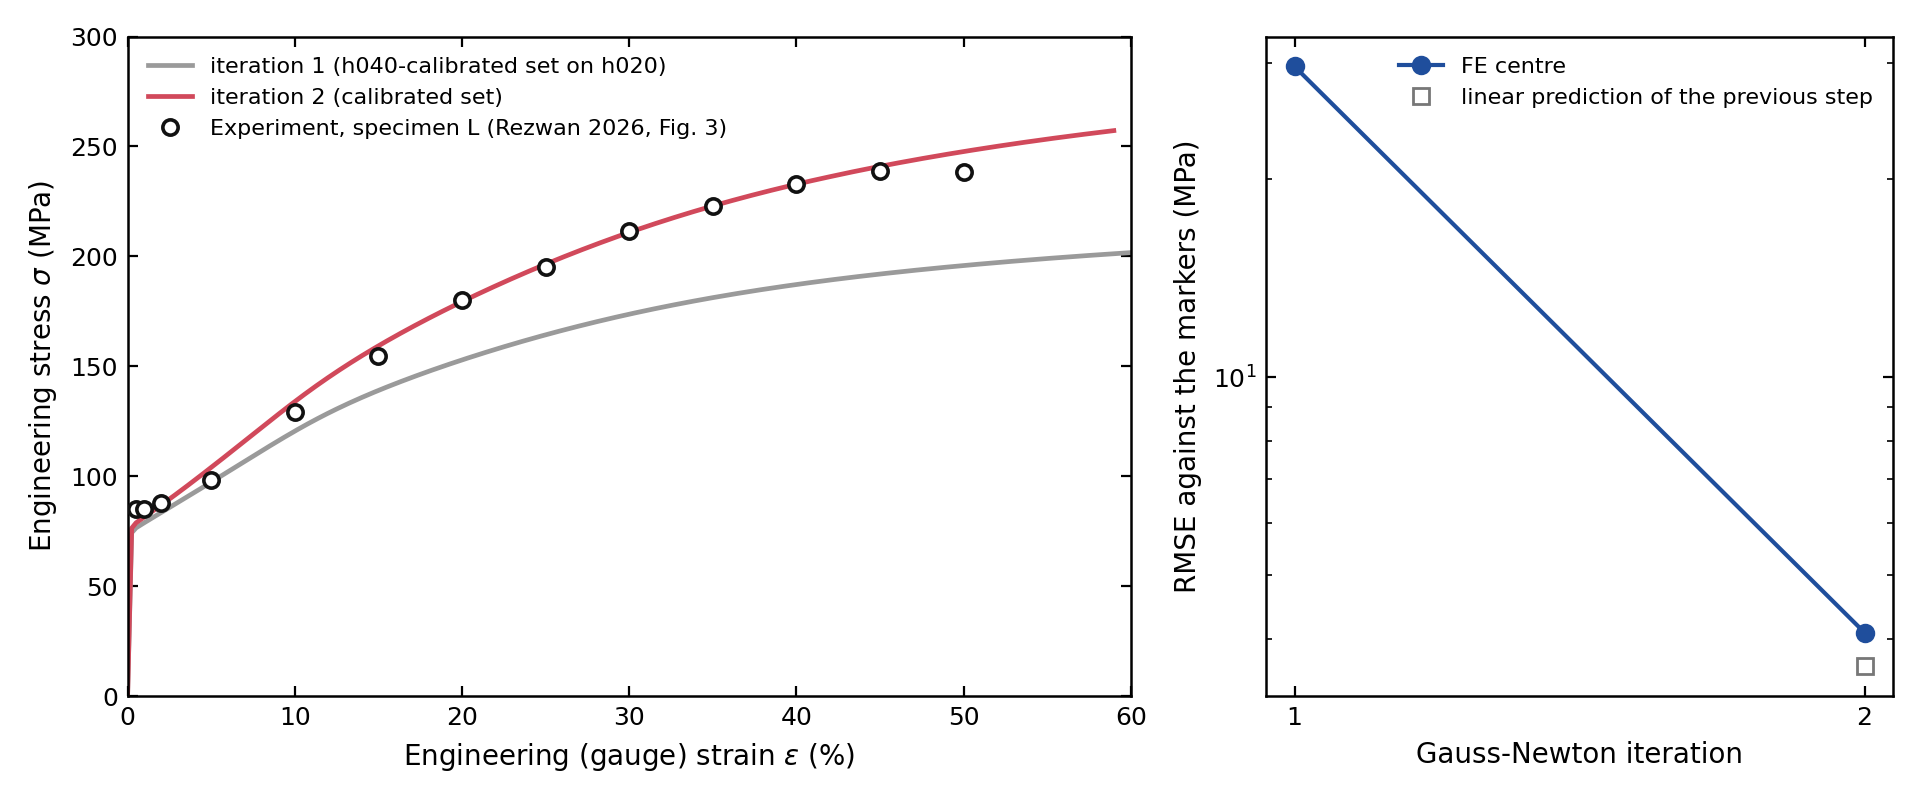 300
250
200
150
100
50
0
0 10 20 30 40 50 60
Engineering stress σ (MPa)
Engineering (gauge) strain ε (%)
iteration 1 (h040-calibrated set on h020)
iteration 2 (calibrated set)
Experiment, specimen L (Rezwan 2026, Fig. 3)
RMSE against the markers (MPa)
10¹
FE centre
linear prediction of the previous step
1 2
Gauss-Newton iteration